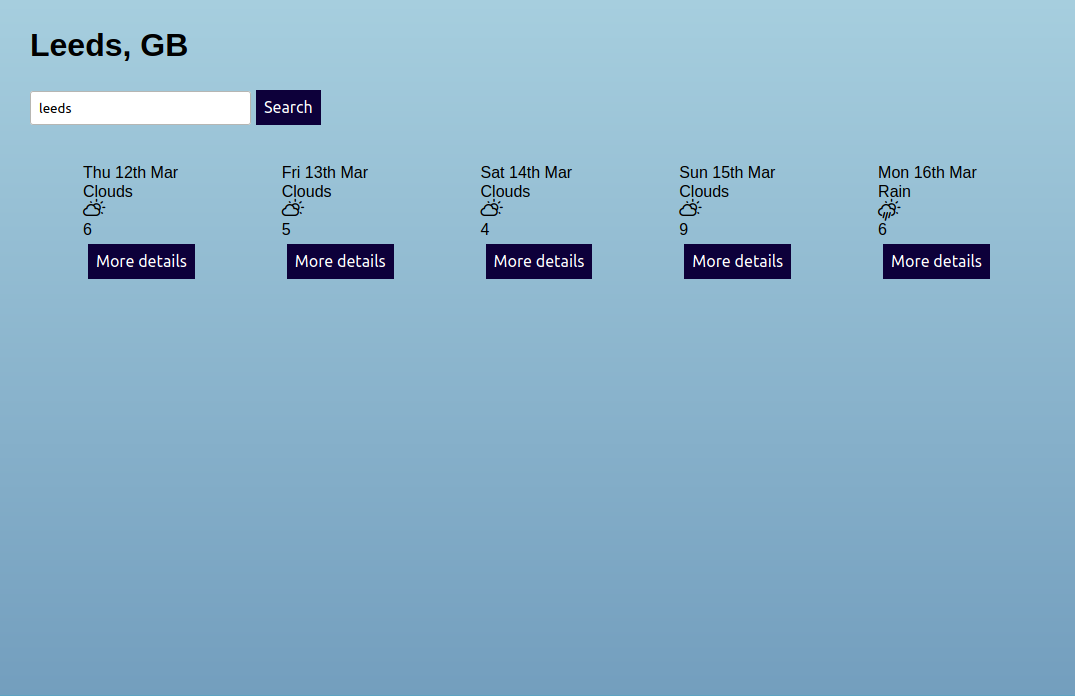 Leeds, GB
leeds
Search
Thu 12th Mar
Clouds
6
More details
Fri 13th Mar
Clouds
5
More details
Sat 14th Mar
Clouds
4
More details
Sun 15th Mar
Clouds
9
More details
Mon 16th Mar
Rain
6
More details